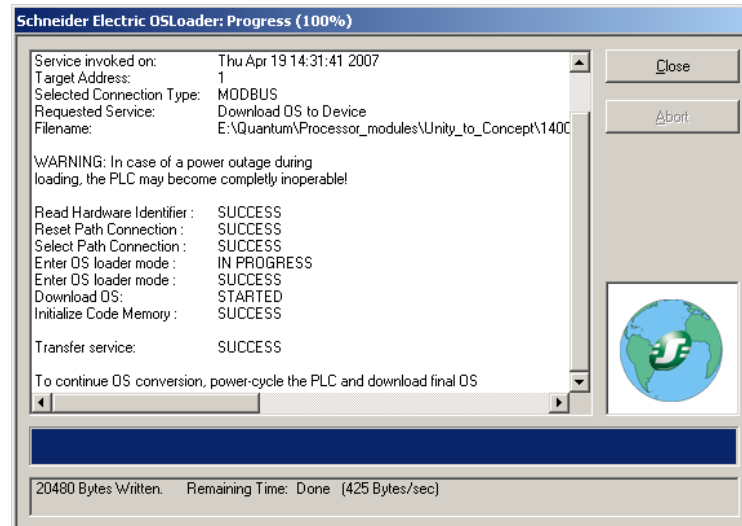 Schneider Electric OSLoader: Progress (100%)
Service invoked on: Thu Apr 19 14:31:41 2007
Target Address: 1
Selected Connection Type: MODBUS
Requested Service: Download OS to Device
Filename: E:\Quantum\Processor_modules\Unity_to_Concept\140C
WARNING: In case of a power outage during
loading, the PLC may become completly inoperable!
Read Hardware Identifier : SUCCESS
Reset Path Connection : SUCCESS
Select Path Connection : SUCCESS
Enter OS loader mode : IN PROGRESS
Enter OS loader mode : SUCCESS
Download OS: STARTED
Initialize Code Memory : SUCCESS
Transfer service: SUCCESS
To continue OS conversion, power-cycle the PLC and download final OS
Close
Abort
20480 Bytes Written. Remaining Time: Done (425 Bytes/sec)